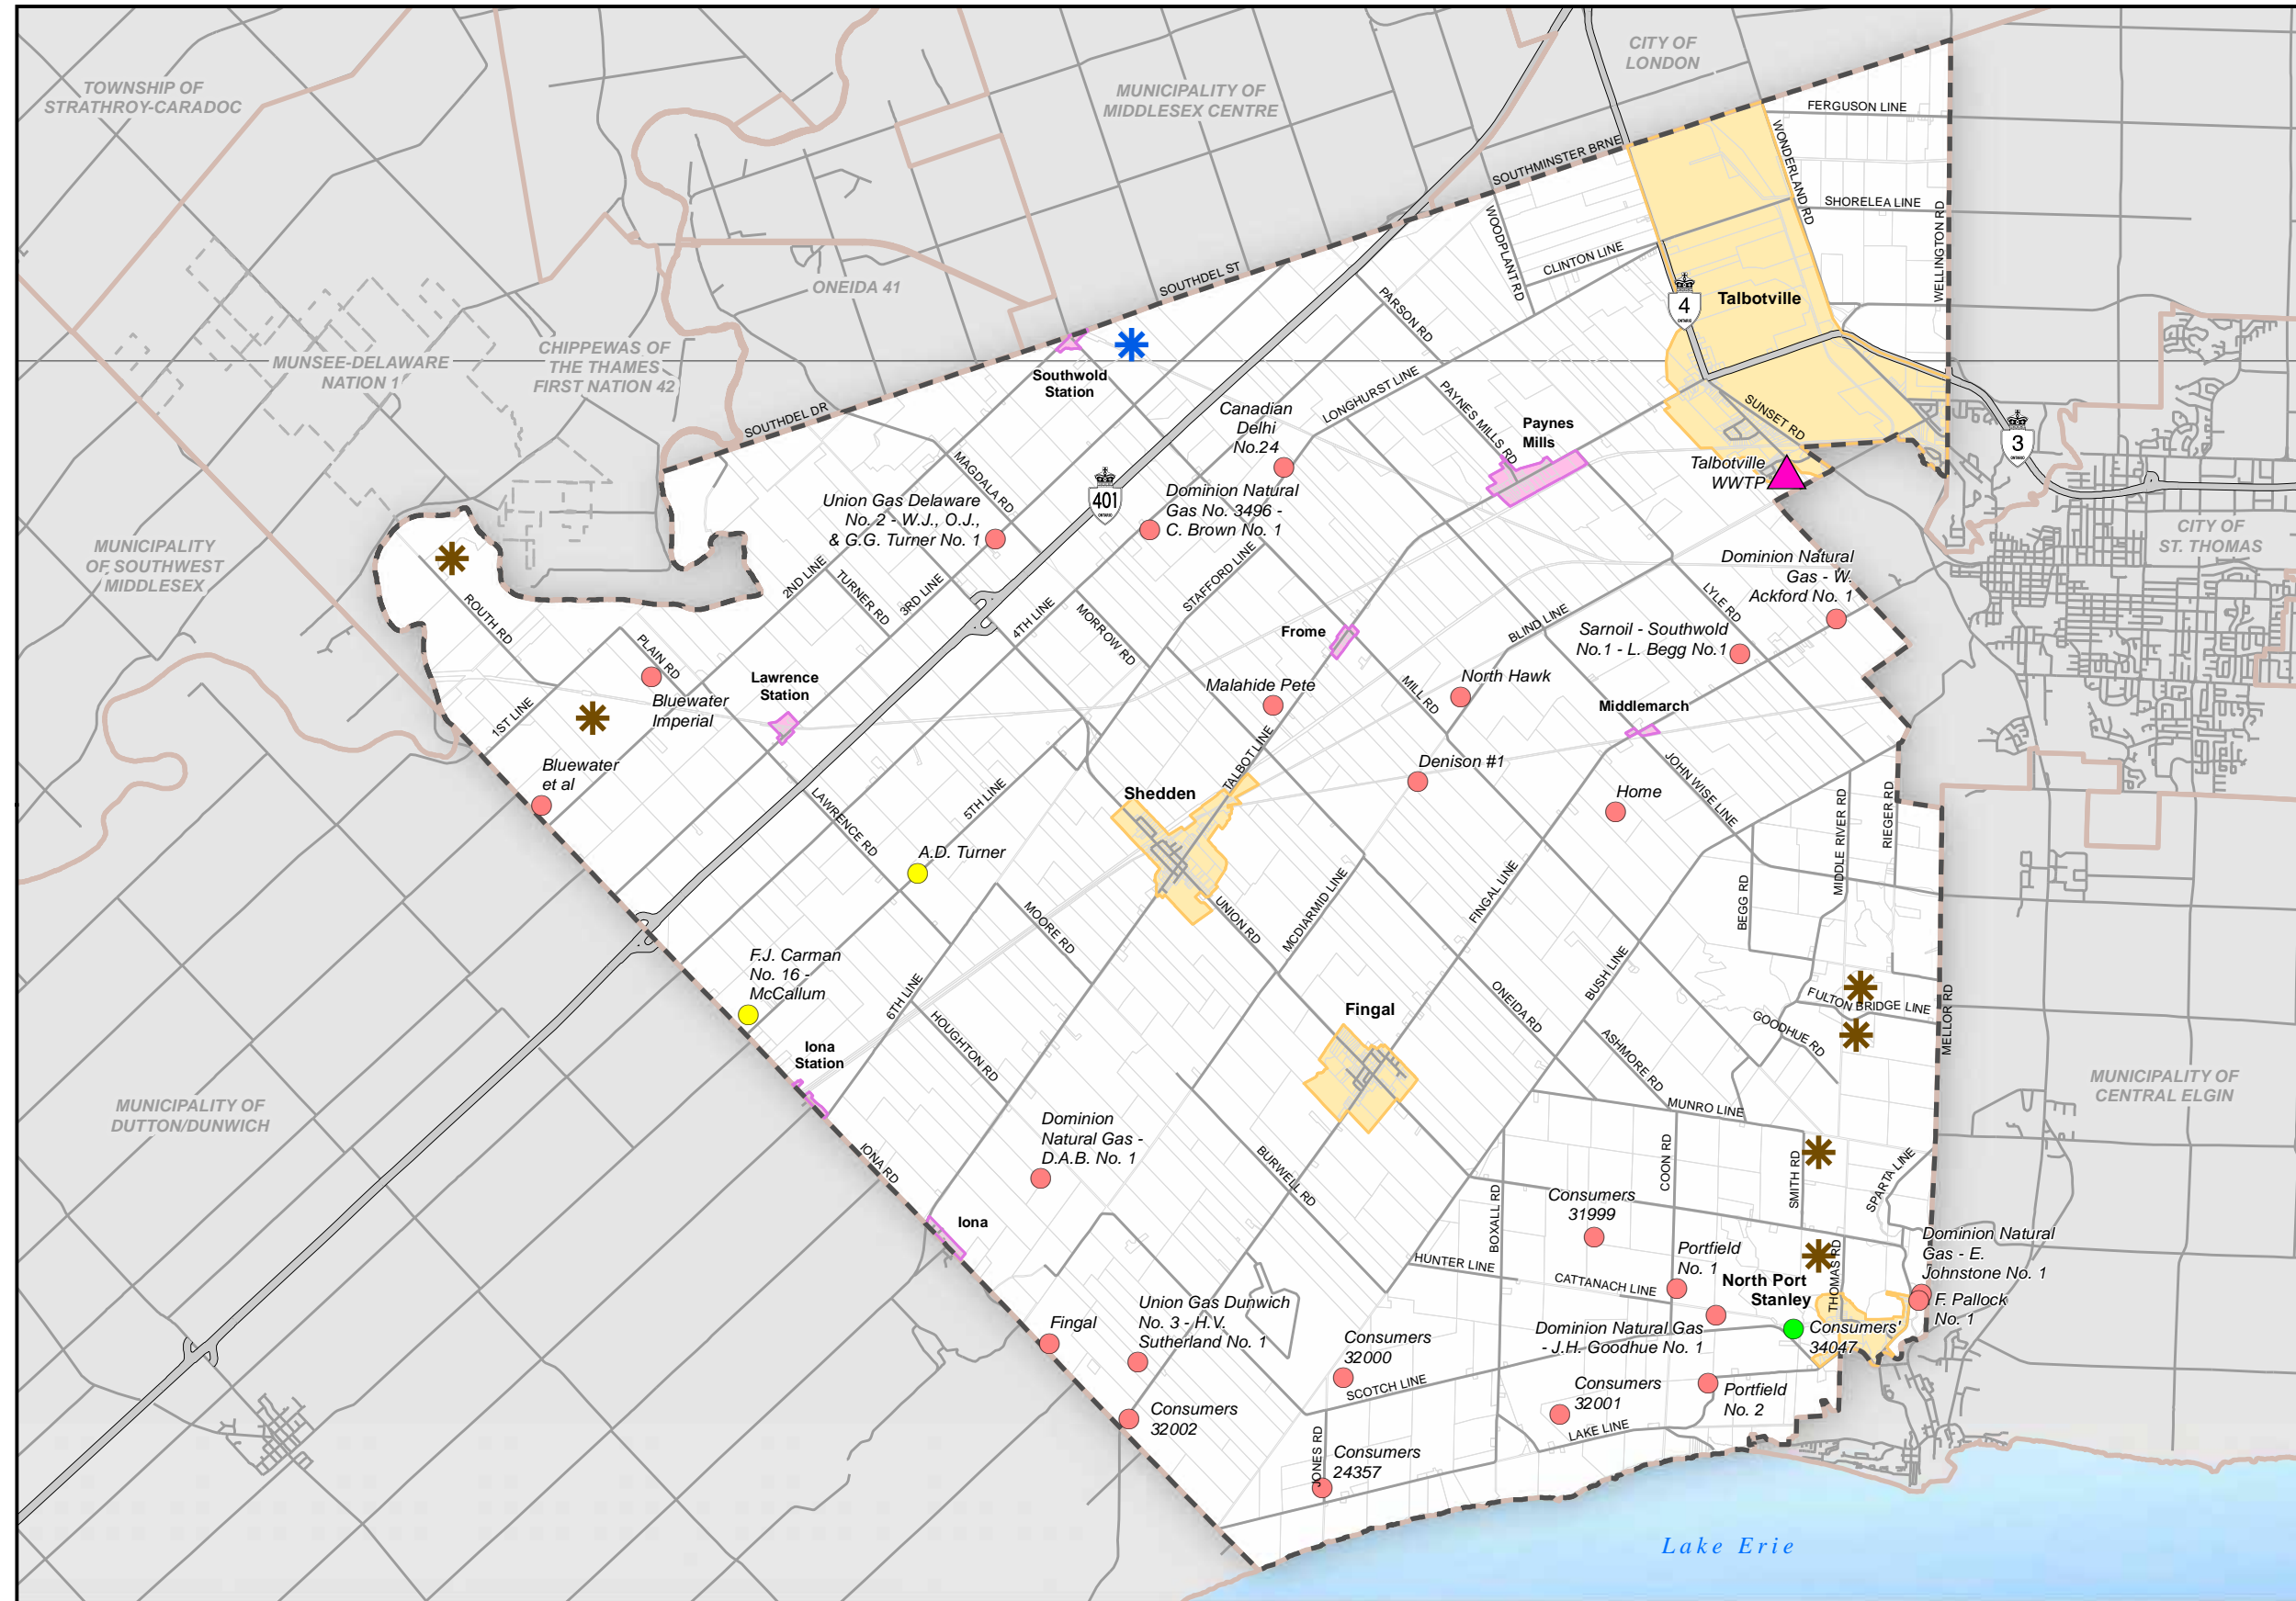 TOWNSHIP OF
STRATHROY-CARADOC
MUNICIPALITY OF
MIDDLESEX CENTRE
CITY OF
LONDON
FERGUSON LINE
WONDERLAND RD
SOUTHMINSTER BRNE
SHORELEA LINE
WELLINGTON RD
WOODPLANT RD
CLINTON LINE
ONEIDA 41
SOUTHDEL ST
PARSON RD
4
ONTARIO
Talbotville
MUNSEE-DELAWARE
NATION 1
CHIPPEWAS OF
THE THAMES
FIRST NATION 42
Southwold
Station
LONGHURST LINE
PAYNES MILLS RD
SUNSET RD
SOUTHDEL DR
Canadian
Delhi
No.24
Paynes
Mills
3
ONTARIO
Talbotville
WWTP
MAGDALA RD
401
ONTARIO
Union Gas Delaware
No. 2 - W.J., O.J.,
& G.G. Turner No. 1
Dominion Natural
Gas No. 3496 -
C. Brown No. 1
CITY OF
ST. THOMAS
MUNICIPALITY
OF SOUTHWEST
MIDDLESEX
2ND LINE
TURNER RD
3RD LINE
STAFFORD LINE
Dominion Natural
Gas - W.
Ackford No. 1
ROUTH RD
4TH LINE
MORROW RD
LYLE RD
BLIND LINE
Frome
Sarnoil - Southwold
No.1 - L. Begg No.1
PLAIN RD
Lawrence
Station
Bluewater
Imperial
1ST LINE
Malahide Pete
North Hawk
MILL RD
Middlemarch
TALBOT LINE
Bluewater
et al
Denison #1
JOHN WISE LINE
Shedden
Home
5TH LINE
LAWRENCE RD
MIDDLE RIVER RD
RIEGER RD
A.D. Turner
BEGG RD
MOORE RD
UNION RD
MCDIARMID LINE
FINGAL LINE
F.J. Carman
No. 16 -
McCallum
6TH LINE
BUSH LINE
ONEIDA RD
FULTON BRIDGE LINE
GOODHUE RD
MELLOR RD
Fingal
Iona
Station
HOUGHTON RD
ASHMORE RD
MUNICIPALITY OF
CENTRAL ELGIN
MUNICIPALITY OF
DUTTON/DUNWICH
MUNRO LINE
Dominion
Natural Gas -
D.A.B. No. 1
IONA RD
BURWELL RD
COON RD
SMITH RD
SPARTA LINE
Consumers
31999
BOXALL RD
Iona
HUNTER LINE
CATTANACH LINE
Portfield
No. 1
THOMAS RD
Dominion Natural
Gas - E.
Johnstone No. 1
North Port
Stanley
F. Pallock
No. 1
Union Gas Dunwich
No. 3 - H.V.
Sutherland No. 1
Fingal
Dominion Natural Gas
- J.H. Goodhue No. 1
Consumers'
34047
Consumers
32000
SCOTCH LINE
Consumers
32001
Portfield
No. 2
Consumers
32002
LAKE LINE
JONES RD
Consumers
24357
Lake Erie